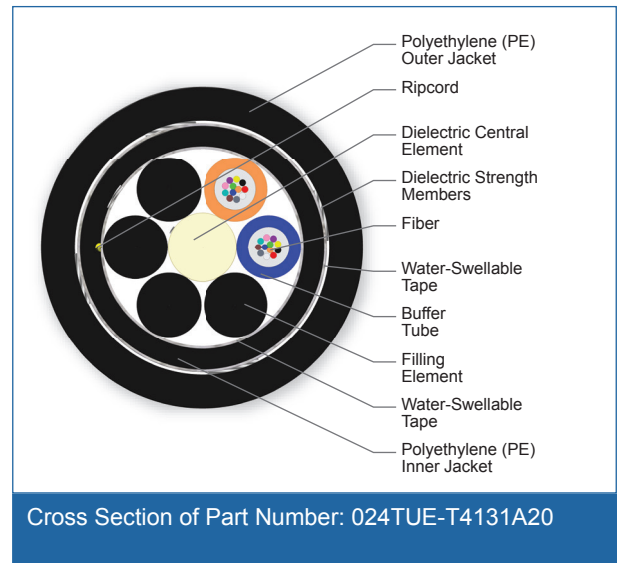 Polyethylene (PE)
Outer Jacket
Ripcord
Dielectric Central
Element
Dielectric Strength
Members
Fiber
Water-Swellable
Tape
Buffer
Tube
Filling
Element
Water-Swellable
Tape
Polyethylene (PE)
Inner Jacket
Cross Section of Part Number: 024TUE-T4131A20